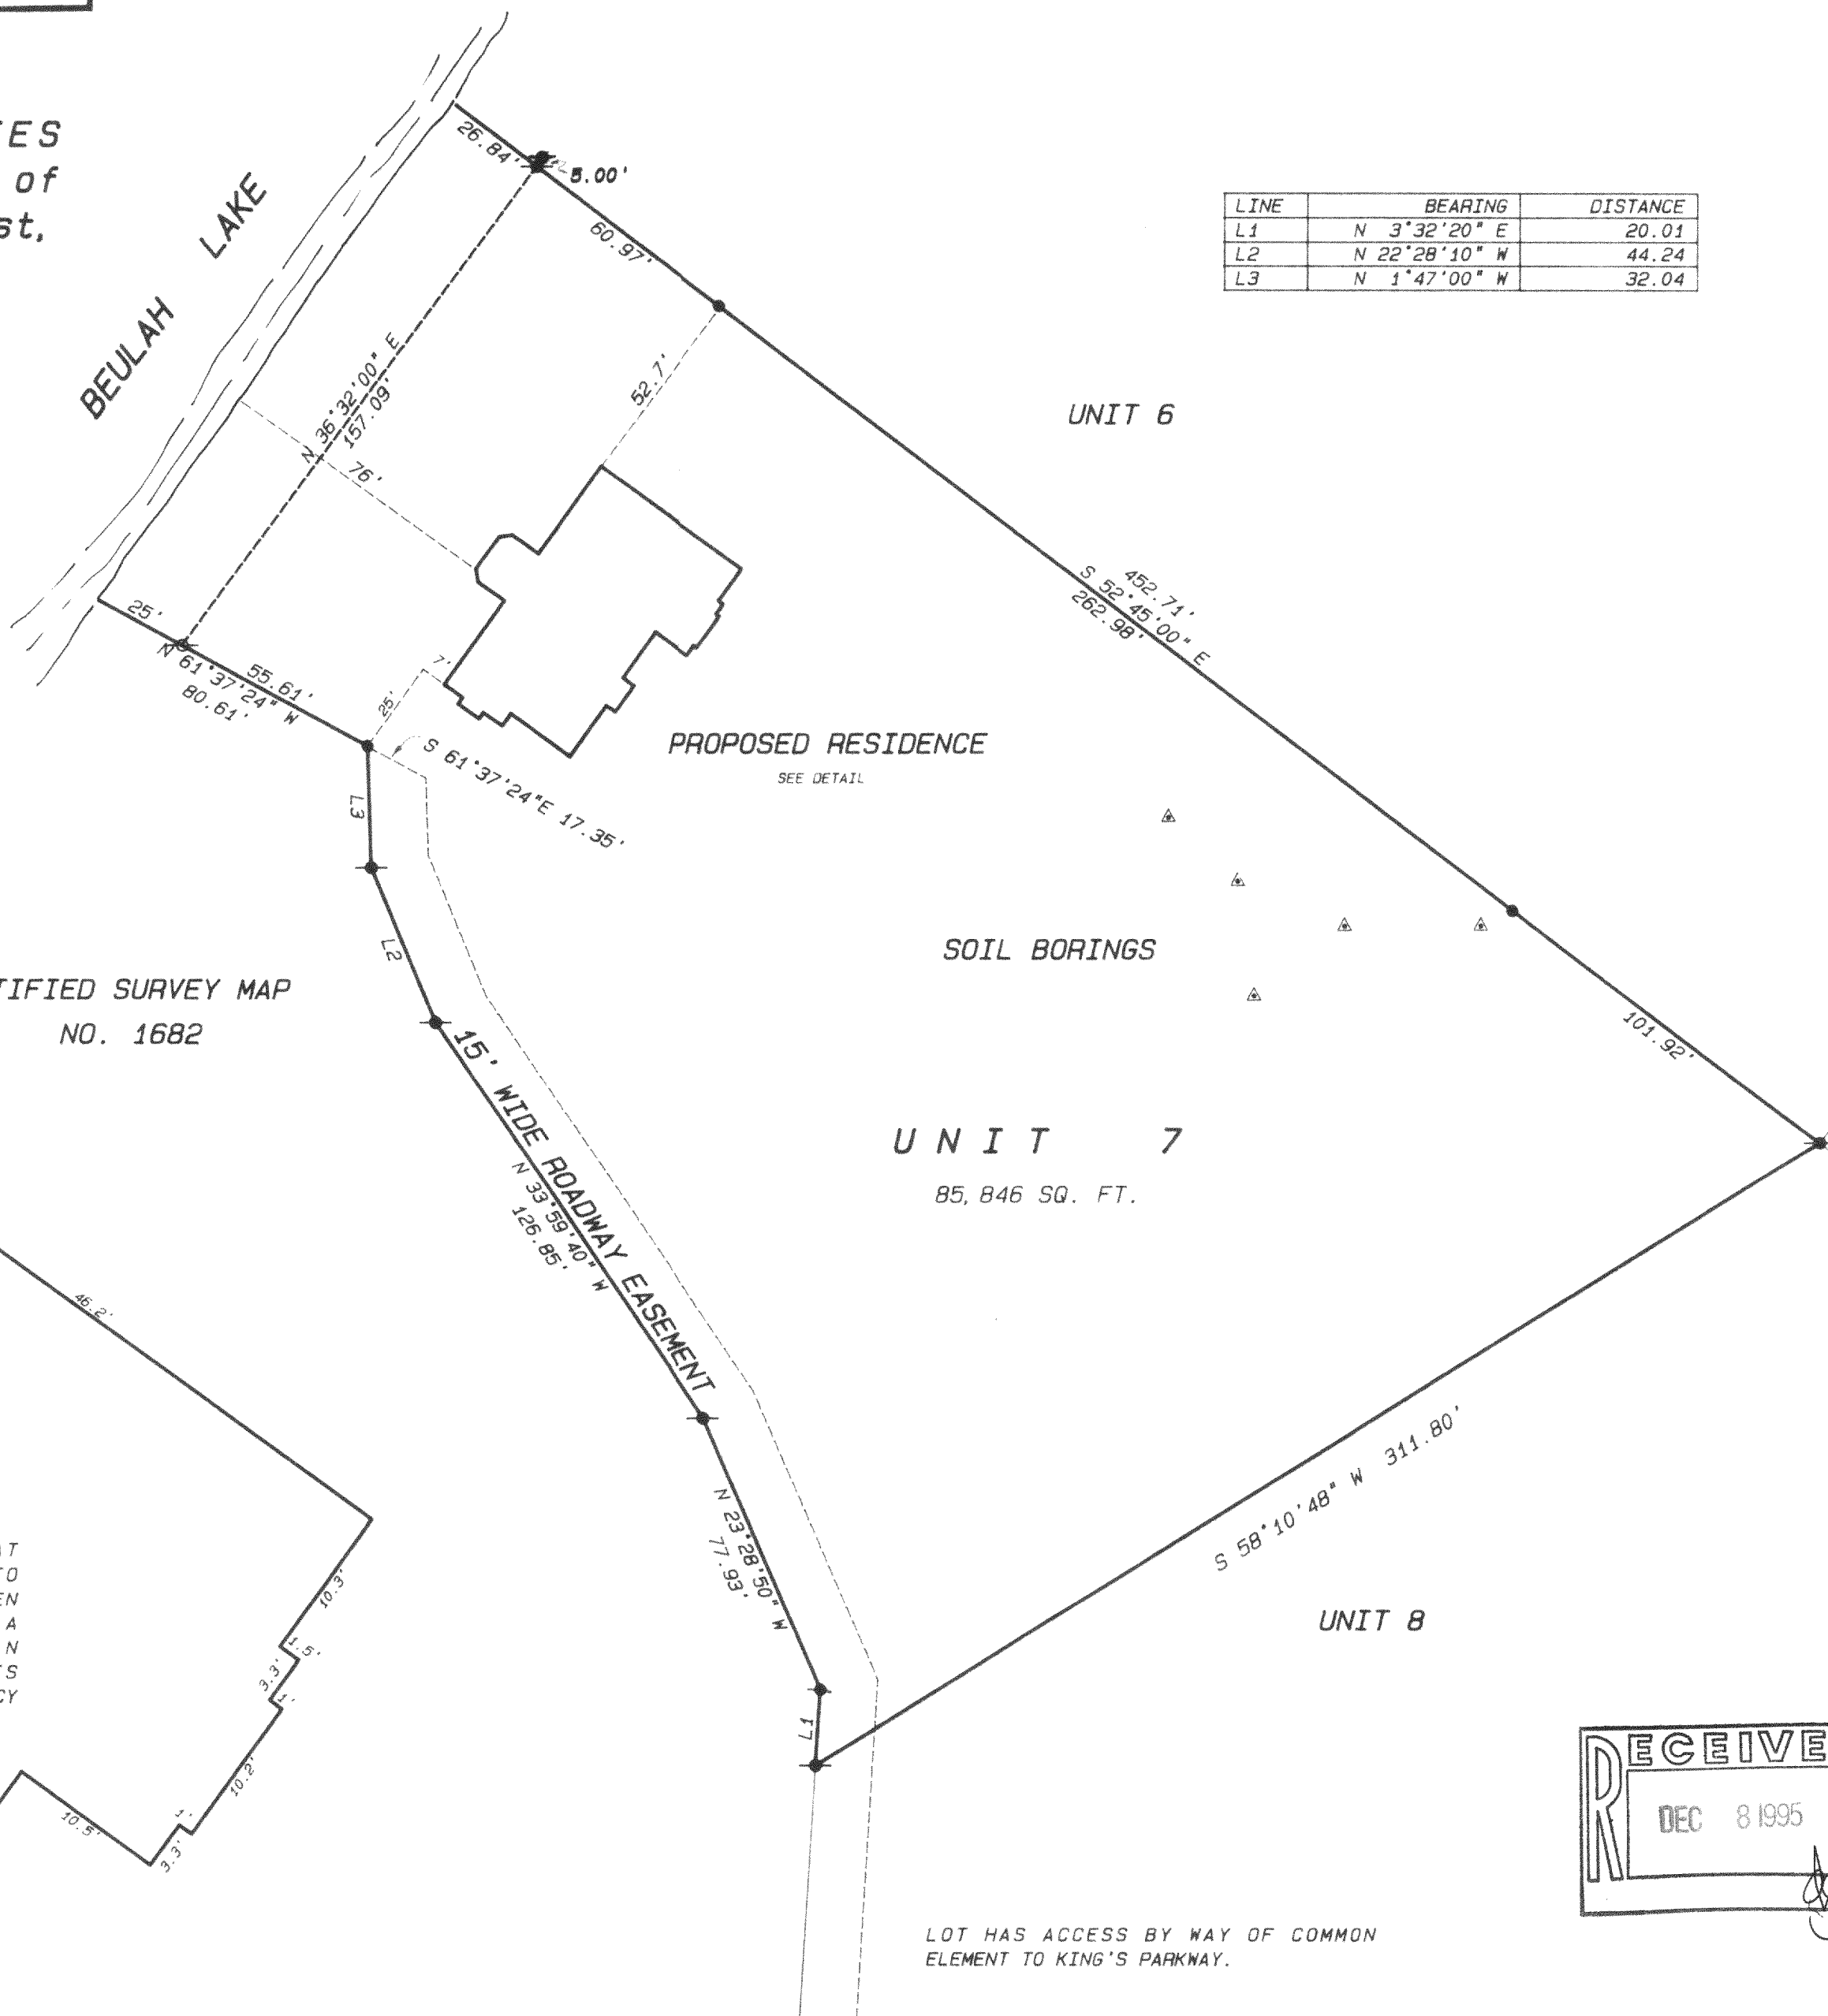 ES
of
st,
BEULAH LAKE
26.84'
5.00'
60.97'
LINE BEARING DISTANCE
L1 N 3°32'20" E 20.01
L2 N 22°28'10" W 44.24
L3 N 1°47'00" W 32.04
N 36°32'00" E
157.09'
52.7'
76'
UNIT 6
452.71'
S 52°45'00" E
262.98'
25'
55.61'
N 61°37'24" W
80.61'
7'
25'
S 61°37'24"E 17.35'
PROPOSED RESIDENCE
SEE DETAIL
L3
L2
SOIL BORINGS
TIFIED SURVEY MAP
NO. 1682
101.92'
15' WIDE ROADWAY EASEMENT
N 33°59'40" W
126.85'
UNIT 7
85,846 SQ. FT.
46.2'
N 23°28'50" W
77.93'
S 58°10'48" W 311.80'
UNIT 8
L1
T
TO
EN
A
N
ES
CY
10.3'
1.5'
3.3'
1'
10.2'
1'
3.3'
10.5'
RECEIVE
DEC 8 1995
LOT HAS ACCESS BY WAY OF COMMON
ELEMENT TO KING'S PARKWAY.